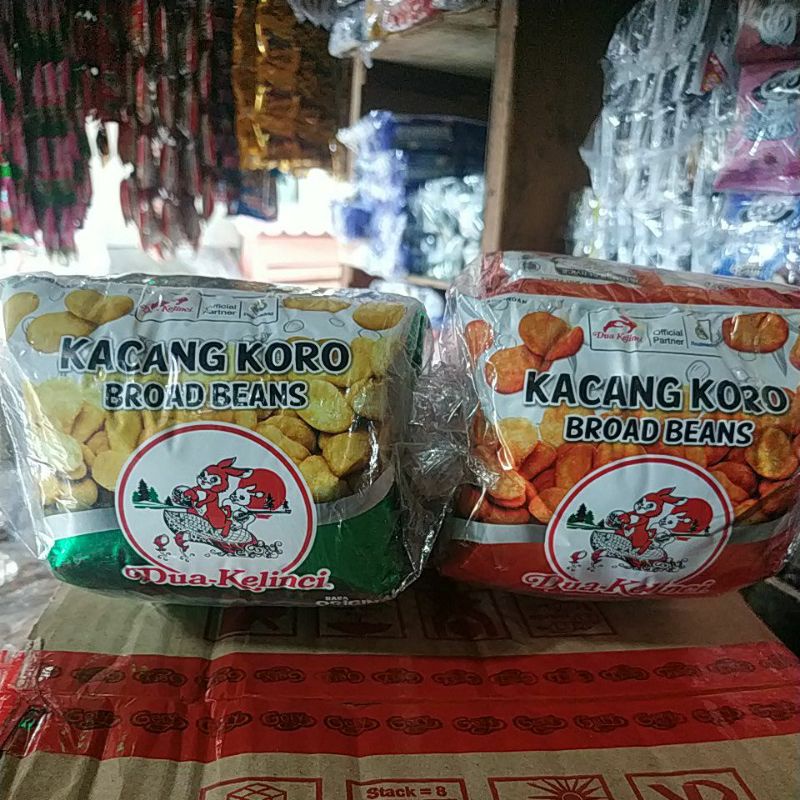 Dua Kelinci
Official
Partner
KACANG KORO
BROAD BEANS
Dua-Kelinci
RASA
Dua Kelinci
Official
Partner
KACANG KORO
BROAD BEANS
Dua-Kelinci
Stack = 8